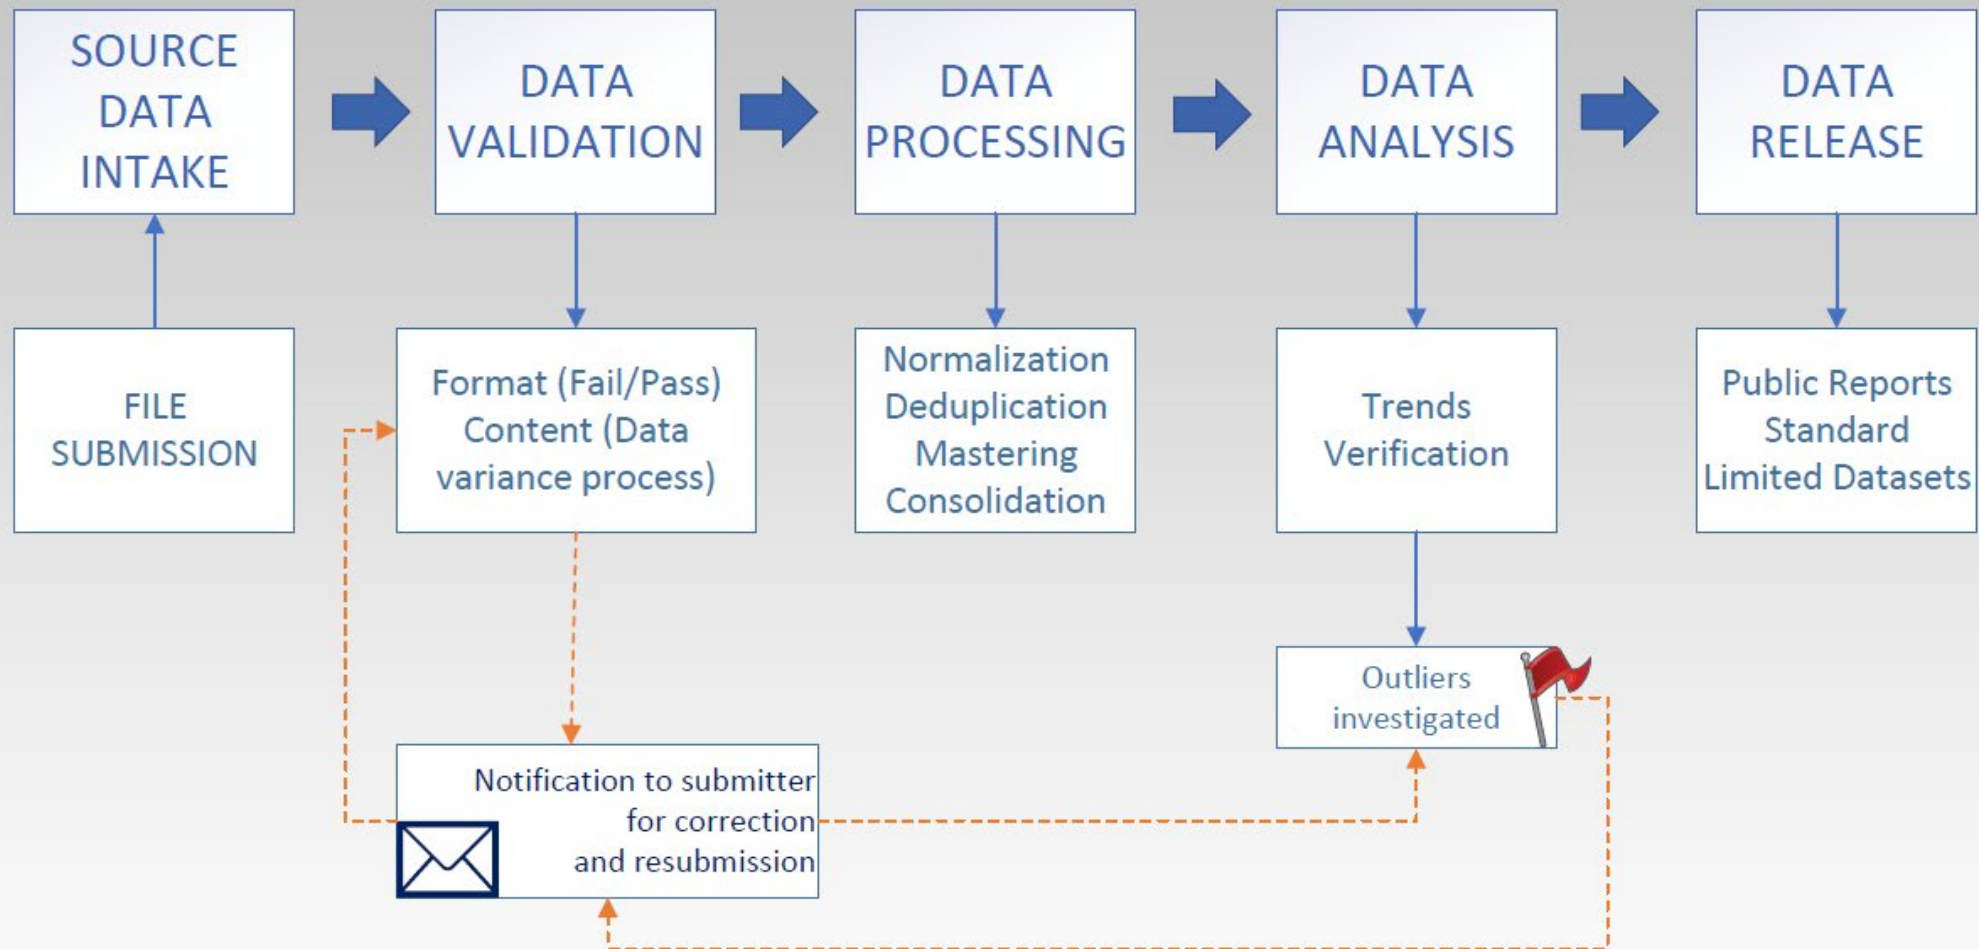 SOURCE
DATA
INTAKE
DATA
VALIDATION
DATA
PROCESSING
DATA
ANALYSIS
DATA
RELEASE
FILE
SUBMISSION
Format (Fail/Pass)
Content (Data
variance process)
Normalization
Deduplication
Mastering
Consolidation
Trends
Verification
Public Reports
Standard
Limited Datasets
Outliers
investigated
Notification to submitter
for correction
and resubmission